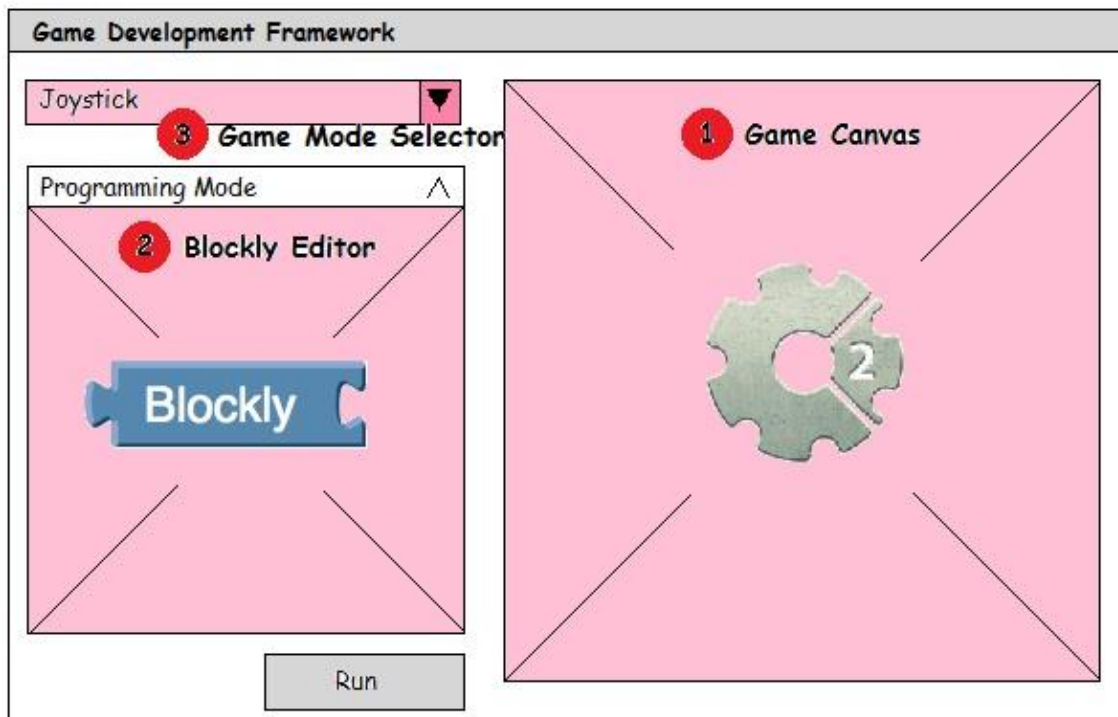 Game Development Framework
Joystick
3 Game Mode Selector
1 Game Canvas
Programming Mode
2 Blockly Editor
Blockly
2
Run